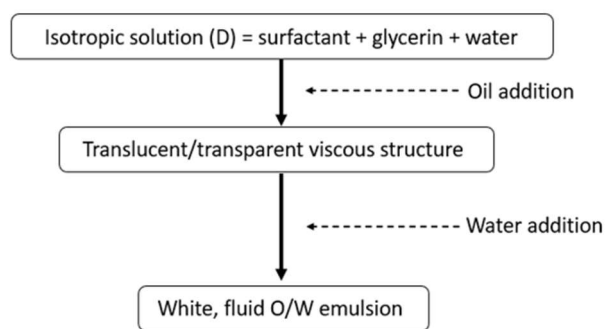 Isotropic solution (D) = surfactant + glycerin + water
Oil addition
Translucent/transparent viscous structure
Water addition
White, fluid O/W emulsion